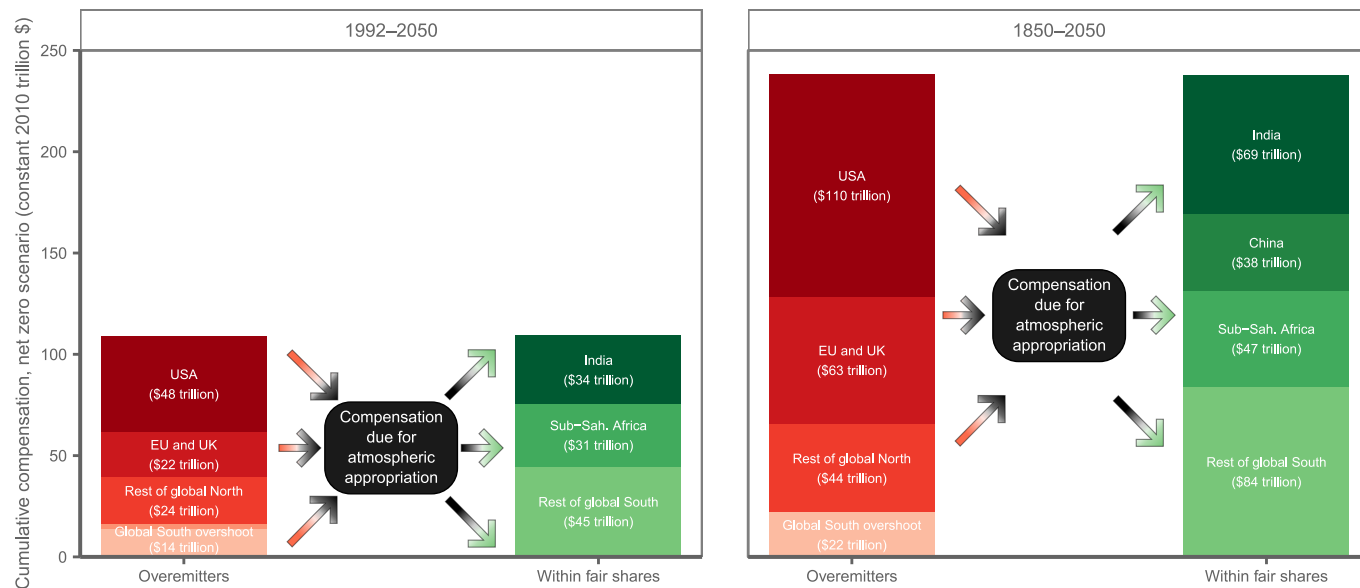 Cumulative compensation, net zero scenario (constant 2010 trillion $)
250
200
150
100
50
0
1992–2050
USA
($48 trillion)
EU and UK
($22 trillion)
Rest of global North
($24 trillion)
Global South overshoot
($14 trillion)
Compensation
due for
atmospheric
appropriation
India
($34 trillion)
Sub−Sah. Africa
($31 trillion)
Rest of global South
($45 trillion)
Overemitters
Within fair shares
1850–2050
USA
($110 trillion)
EU and UK
($63 trillion)
Rest of global North
($44 trillion)
Global South overshoot
($22 trillion)
Compensation
due for
atmospheric
appropriation
India
($69 trillion)
China
($38 trillion)
Sub−Sah. Africa
($47 trillion)
Rest of global South
($84 trillion)
Overemitters
Within fair shares